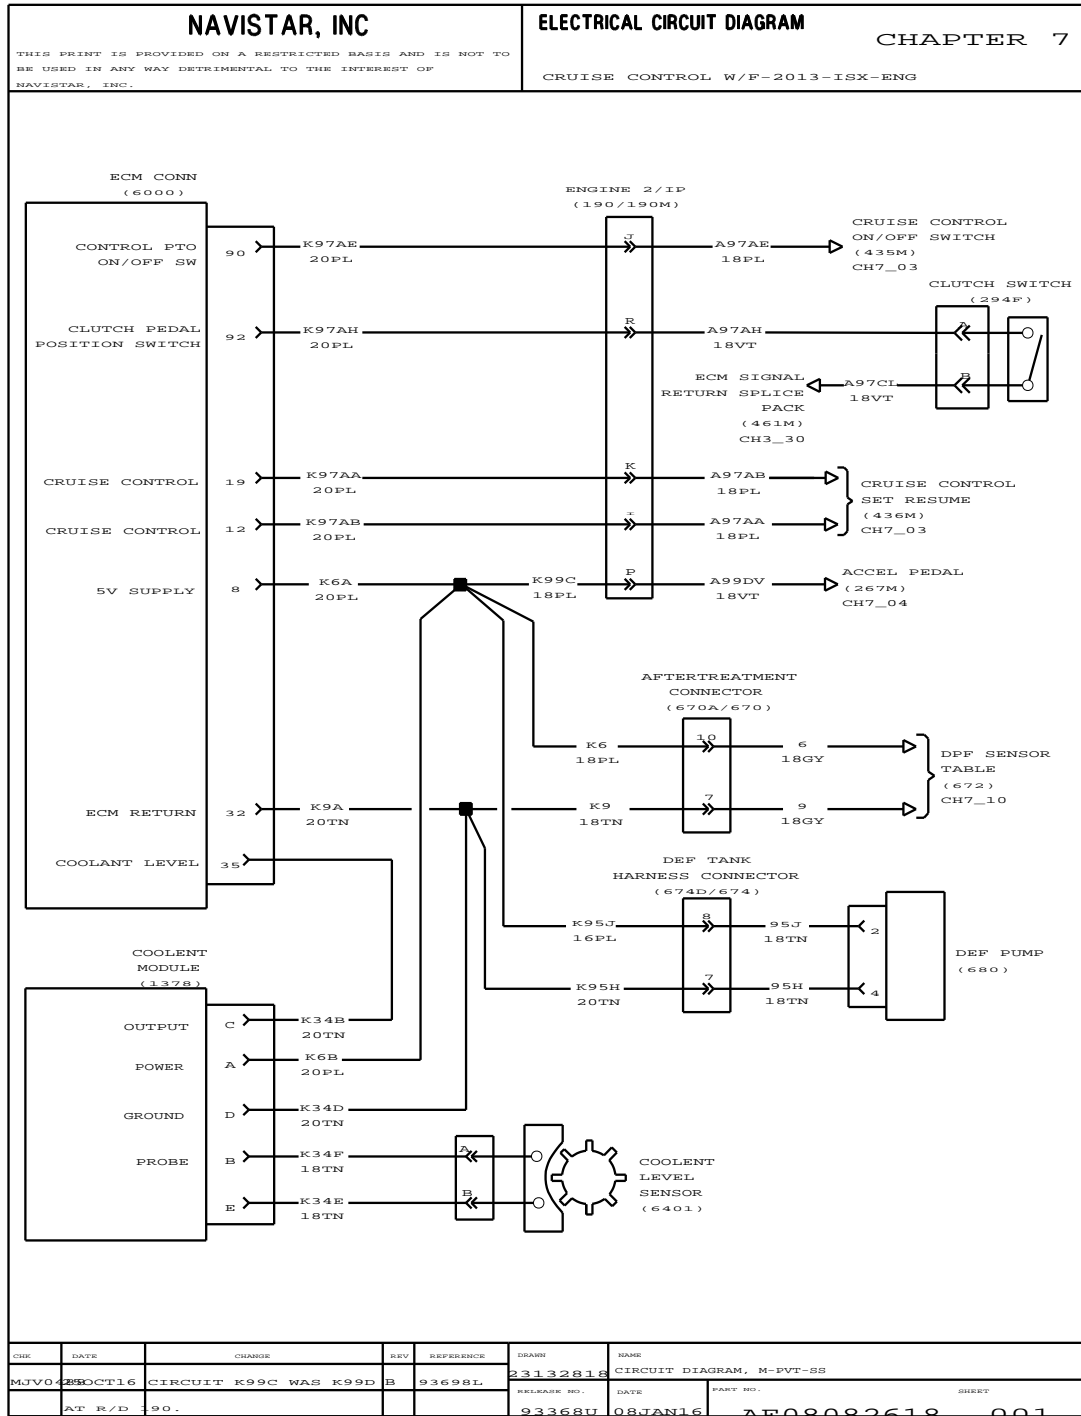 NAVISTAR, INC
THIS PRINT IS PROVIDED ON A RESTRICTED BASIS AND IS NOT TO
BE USED IN ANY WAY DETRIMENTAL TO THE INTEREST OF
NAVISTAR, INC.
ELECTRICAL CIRCUIT DIAGRAM
CHAPTER 7
CRUISE CONTROL W/F-2013-ISX-ENG
ECM CONN
(6000)
ENGINE 2/IP
(190/190M)
CONTROL PTO
ON/OFF SW
90
K97AE
20PL
J
A97AE
18PL
CRUISE CONTROL
ON/OFF SWITCH
(435M)
CH7_03
CLUTCH SWITCH
(294F)
CLUTCH PEDAL
POSITION SWITCH
92
K97AH
20PL
R
A97AH
18VT
A
ECM SIGNAL
RETURN SPLICE
PACK
(461M)
CH3_30
A97CL
18VT
B
CRUISE CONTROL
19
K97AA
20PL
K
A97AB
18PL
CRUISE CONTROL
SET RESUME
(436M)
CH7_03
CRUISE CONTROL
12
K97AB
20PL
I
A97AA
18PL
5V SUPPLY
8
K6A
20PL
K99C
18PL
P
A99DV
18VT
ACCEL PEDAL
(267M)
CH7_04
AFTERTREATMENT
CONNECTOR
(670A/670)
K6
18PL
10
6
18GY
DPF SENSOR
TABLE
(672)
CH7_10
ECM RETURN
32
K9A
20TN
K9
18TN
7
9
18GY
COOLANT LEVEL
35
DEF TANK
HARNESS CONNECTOR
(674D/674)
K95J
16PL
8
95J
18TN
2
DEF PUMP
(680)
K95H
20TN
7
95H
18TN
4
COOLENT
MODULE
(1378)
OUTPUT
C
K34B
20TN
POWER
A
K6B
20PL
GROUND
D
K34D
20TN
PROBE
B
K34F
18TN
A
E
K34E
18TN
B
COOLENT
LEVEL
SENSOR
(6401)
CHK
DATE
CHANGE
REV
REFERENCE
DRAWN
NAME
CIRCUIT K99C WAS K99D
B
93698L
23132818
CIRCUIT DIAGRAM, M-PVT-SS
AT R/D 190.
RELEASE NO.
DATE
PART NO.
SHEET
93368U
08JAN16
AF08082618
001